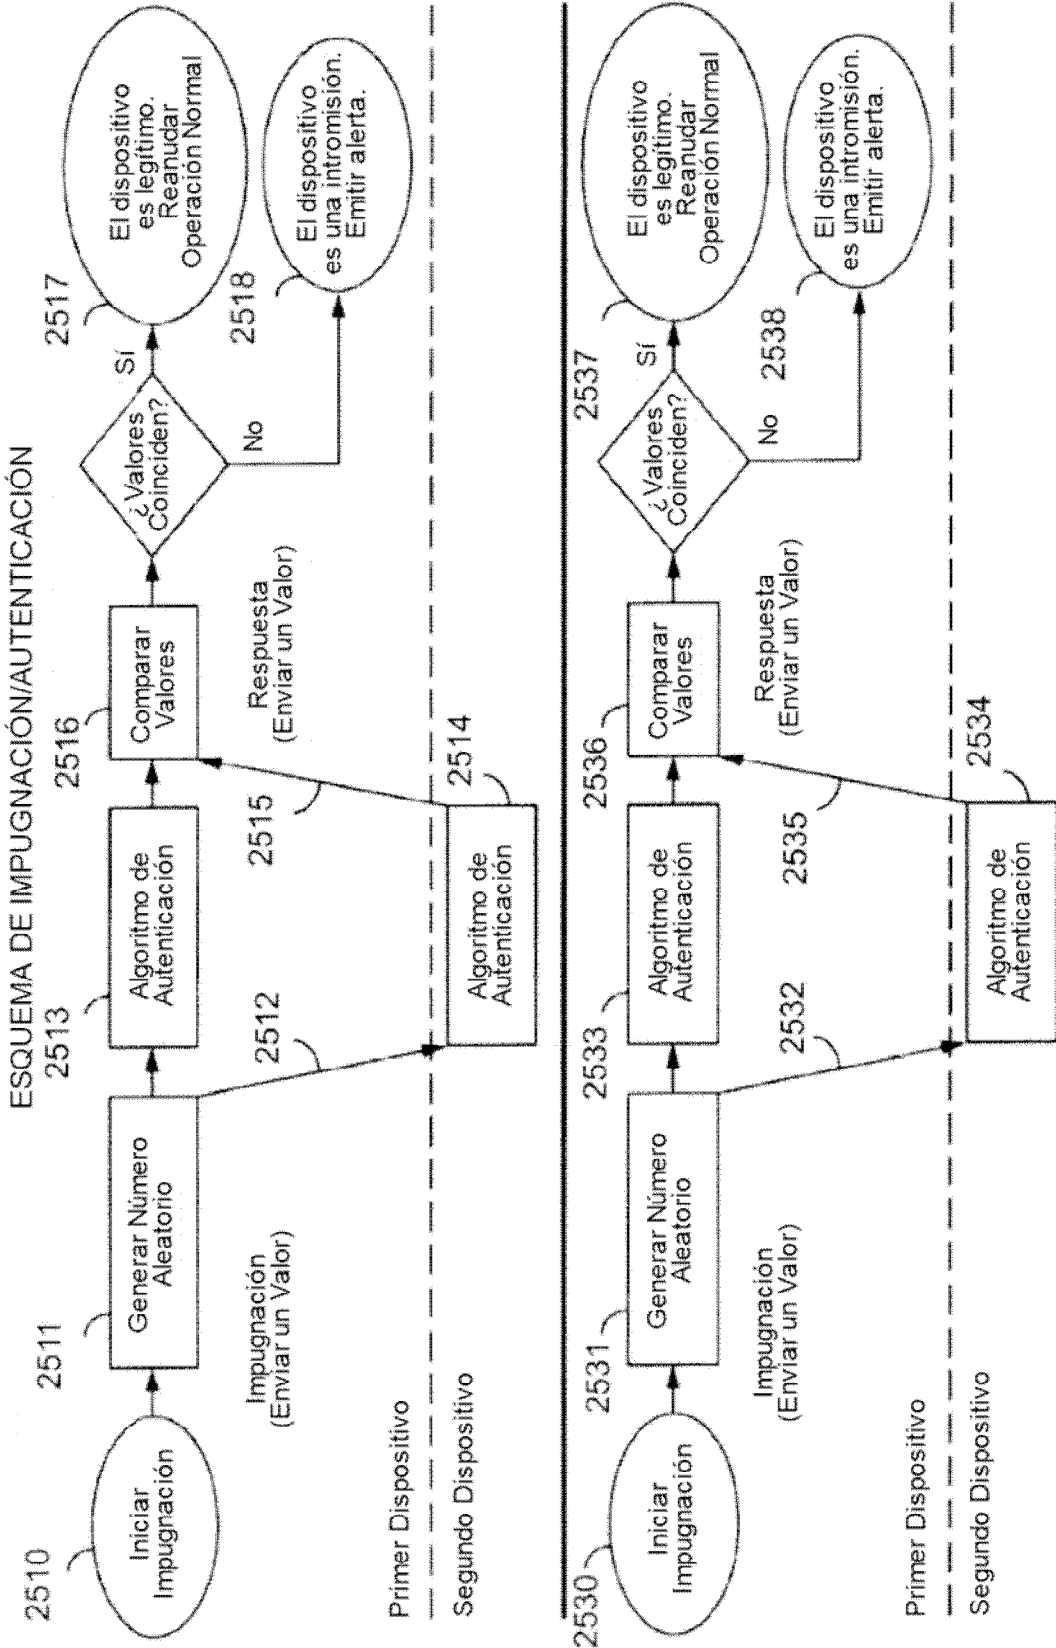 ESQUEMA DE IMPUGNACIÓN/AUTENTICACIÓN
2510
Iniciar
Impugnación
2511
Generar Número
Aleatorio
Impugnación
(Enviar un Valor)
2512
2513
Algoritmo de
Autenticación
2514
Algoritmo de
Autenticación
2515
Respuesta
(Enviar un Valor)
2516
Comparar
Valores
¿Valores
Coinciden?
Sí
No
2517
El dispositivo
es legítimo.
Reanudar
Operación Normal
2518
El dispositivo
es una intromisión.
Emitir alerta.
Primer Dispositivo
Segundo Dispositivo
2530
Iniciar
Impugnación
2531
Generar Número
Aleatorio
Impugnación
(Enviar un Valor)
2532
2533
Algoritmo de
Autenticación
2534
Algoritmo de
Autenticación
2535
Respuesta
(Enviar un Valor)
2536
Comparar
Valores
¿Valores
Coinciden?
Sí
No
2537
El dispositivo
es legítimo.
Reanudar
Operación Normal
2538
El dispositivo
es una intromisión.
Emitir alerta.
Primer Dispositivo
Segundo Dispositivo